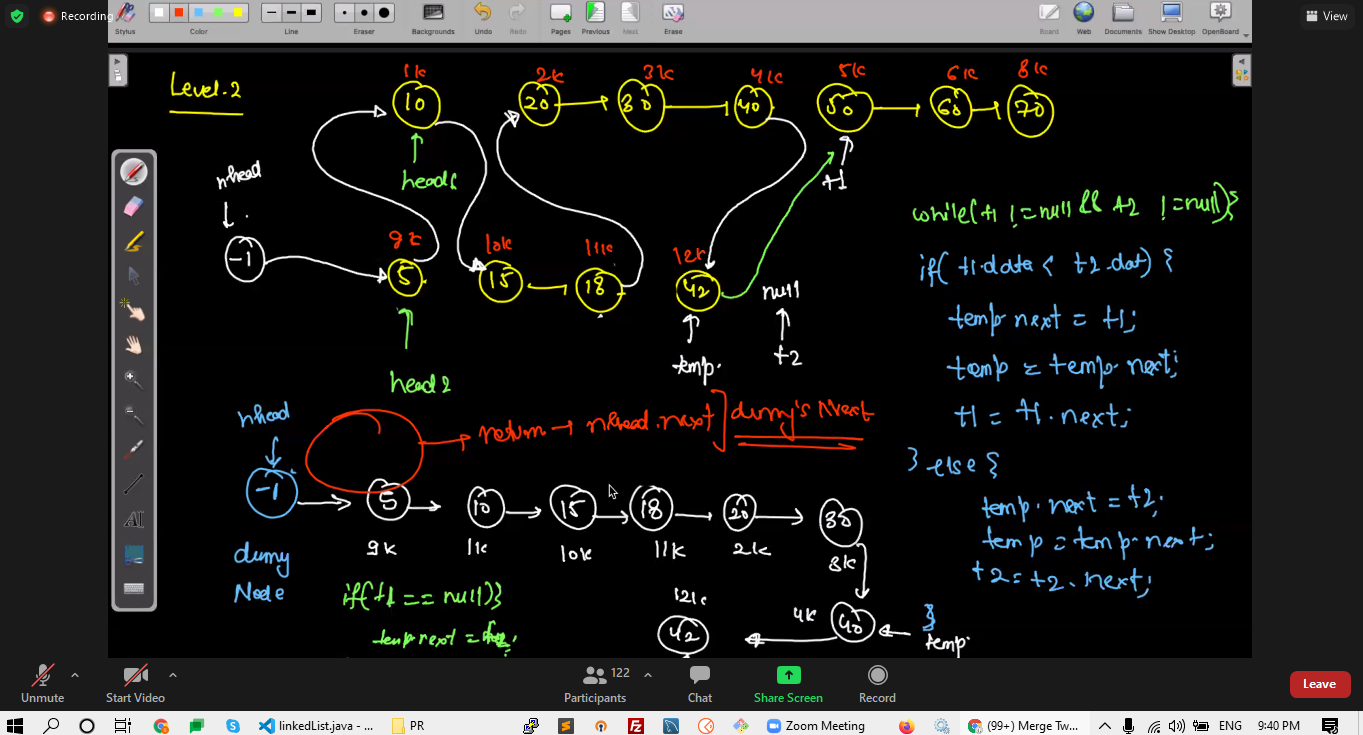 heading
View
Stylus
Color
Line
Eraser
Backgrounds
Undo
Redo
Pages
Previous
Next
Erase
Board
Web
Documents
Show Desktop
OpenBoard
Level-2
1k 2k 3k 4k 5k 6k 8k
10 20 30 40 50 60 70
head1
t1
nhead
-1
9k 10k 11k 12k
5 15 18 42
null
temp.
t2
head2
while(t1 != null && t2 != null){
if( t1.data < t2.dat) {
temp next = t1;
temp = temp.next;
t1 = t1.next;
} else {
temp.next = t2;
temp = temp.next;
t2 = t2.next;
}
return → nhead.next
dumy's Next
nhead
-1 5 10 15 18 20 30
9k 1k 10k 11k 2k 3k
dumy
Node
if(t1 == null){
temp.next =
12k
42
4k
40
temp.
AI
Unmute
Start Video
122
Participants
Chat
Share Screen
Record
Leave
linkedList.java - ...
PR
Zoom Meeting
(99+) Merge Tw...
ENG
9:40 PM